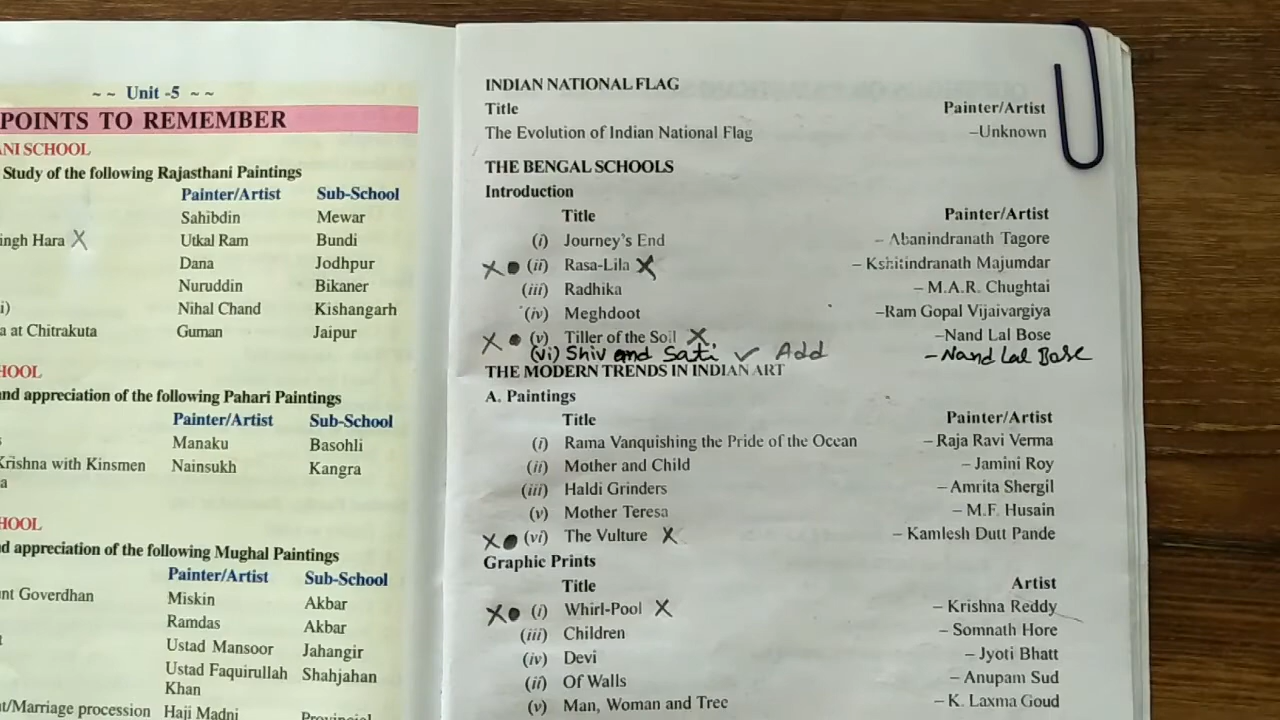 ~ ~ Unit -5 ~ ~
POINTS TO REMEMBER
ANI SCHOOL
Study of the following Rajasthani Paintings
Painter/Artist Sub-School
Sahibdin Mewar
ingh Hara X Utkal Ram Bundi
Dana Jodhpur
Nuruddin Bikaner
i) Nihal Chand Kishangarh
a at Chitrakuta Guman Jaipur
HOOL
nd appreciation of the following Pahari Paintings
Painter/Artist Sub-School
s Manaku Basohli
Krishna with Kinsmen Nainsukh Kangra
a
HOOL
d appreciation of the following Mughal Paintings
Painter/Artist Sub-School
nt Goverdhan Miskin Akbar
Ramdas Akbar
t Ustad Mansoor Jahangir
Ustad Faquirullah Shahjahan
Khan
nt/Marriage procession Haji Madni Provincial
INDIAN NATIONAL FLAG
Title Painter/Artist
The Evolution of Indian National Flag –Unknown
THE BENGAL SCHOOLS
Introduction
Title Painter/Artist
(i) Journey's End – Abanindranath Tagore
X (ii) Rasa-Lila X – Kshitindranath Majumdar
(iii) Radhika – M.A.R. Chughtai
(iv) Meghdoot –Ram Gopal Vijaivargiya
X (v) Tiller of the Soil X –Nand Lal Bose
(vi) Shiv and Sati ✓ Add – Nand Lal Bose
THE MODERN TRENDS IN INDIAN ART
A. Paintings
Title Painter/Artist
(i) Rama Vanquishing the Pride of the Ocean – Raja Ravi Verma
(ii) Mother and Child – Jamini Roy
(iii) Haldi Grinders – Amrita Shergil
(v) Mother Teresa – M.F. Husain
X (vi) The Vulture X – Kamlesh Dutt Pande
Graphic Prints
Title Artist
X (i) Whirl-Pool X – Krishna Reddy
(iii) Children – Somnath Hore
(iv) Devi – Jyoti Bhatt
(ii) Of Walls – Anupam Sud
(v) Man, Woman and Tree – K. Laxma Goud